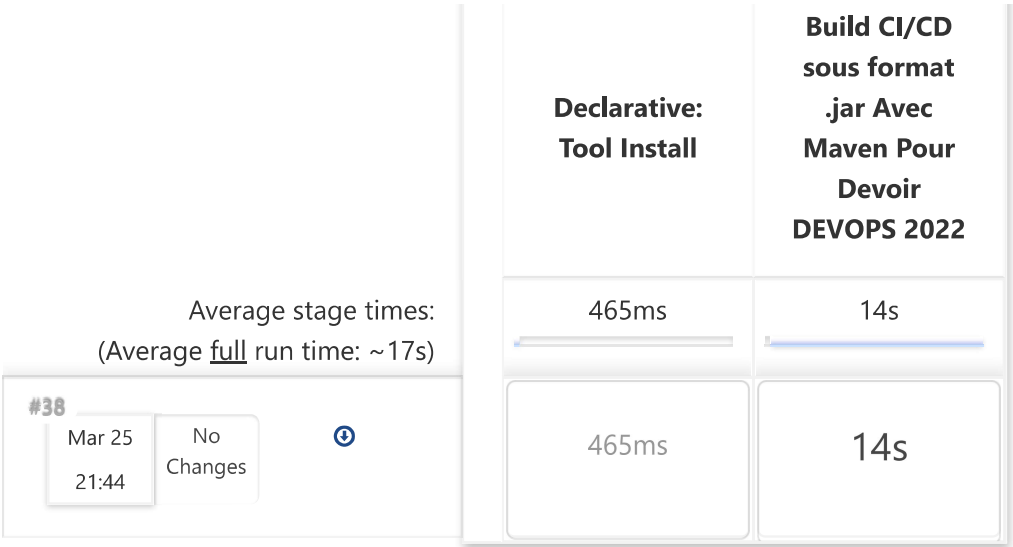 Declarative:
Tool Install
Build CI/CD
sous format
.jar Avec
Maven Pour
Devoir
DEVOPS 2022
Average stage times:
(Average full run time: ~17s)
465ms
14s
#38
Mar 25
21:44
No
Changes
465ms
14s